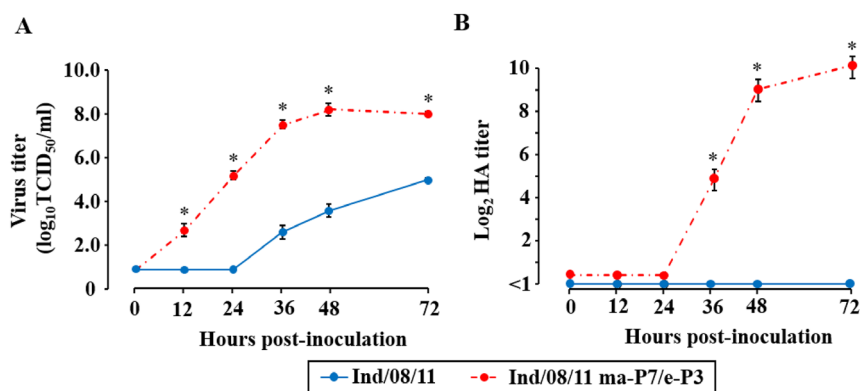 A
Virus titer
(log10TCID50/ml)
10.0
8.0
6.0
4.0
2.0
0
* * * * *
0 12 24 36 48 72
Hours post-inoculation
B
Log2 HA titer
10
8
6
4
2
<1
* * *
0 12 24 36 48 72
Hours post-inoculation
Ind/08/11 Ind/08/11 ma-P7/e-P3